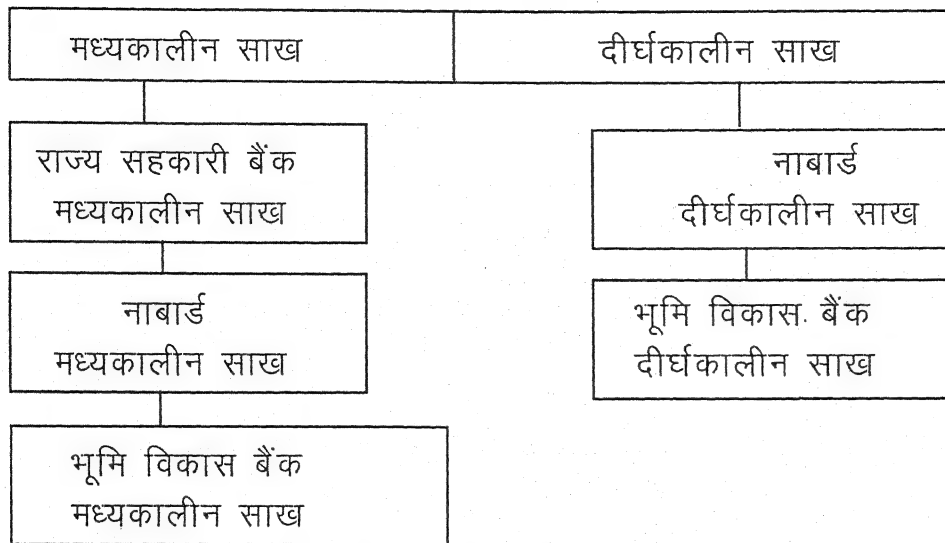 मध्यकालीन साख
दीर्घकालीन साख
राज्य सहकारी बैंक
मध्यकालीन साख
नाबार्ड
मध्यकालीन साख
भूमि विकास बैंक
मध्यकालीन साख
नाबार्ड
दीर्घकालीन साख
भूमि विकास. बैंक
दीर्घकालीन साख